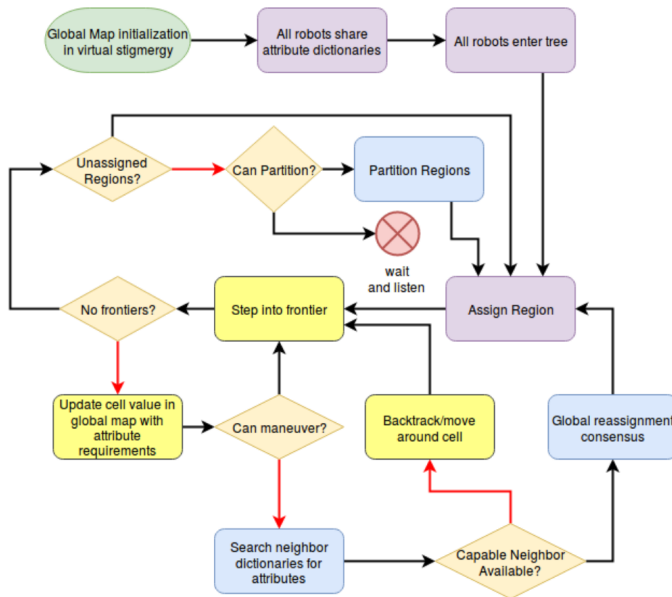 Global Map initialization
in virtual stigmergy
All robots share
attribute dictionaries
All robots enter tree
Unassigned
Regions?
Can Partition?
Partition Regions
wait
and listen
No frontiers?
Step into frontier
Assign Region
Update cell value in
global map with
attribute
requirements
Can maneuver?
Backtrack/move
around cell
Global reassignment
consensus
Search neighbor
dictionaries for
attributes
Capable Neighbor
Available?